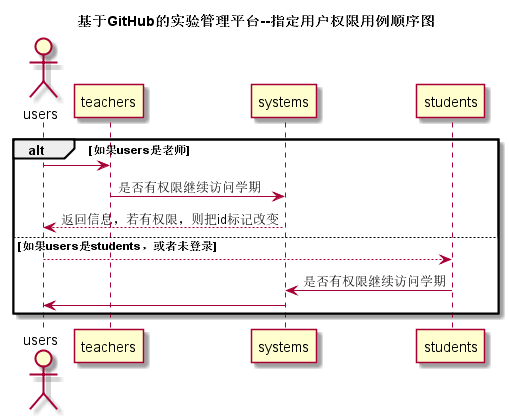 基于GitHub的实验管理平台--指定用户权限用例顺序图
users
teachers
systems
students
alt
[如果users是老师]
是否有权限继续访问学期
返回信息，若有权限，则把id标记改变
[如果users是students，或者未登录]
是否有权限继续访问学期
users
teachers
systems
students